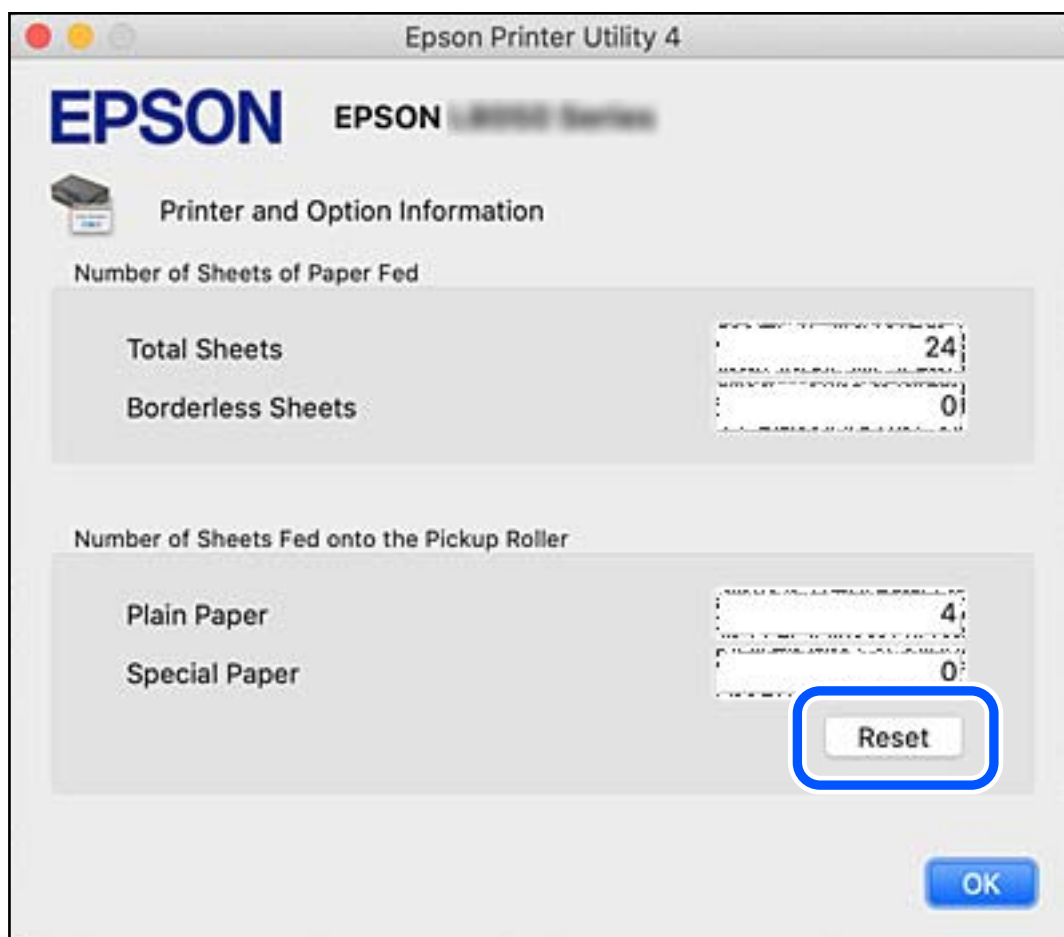 Epson Printer Utility 4
EPSON EPSON
Printer and Option Information
Number of Sheets of Paper Fed
Total Sheets 24
Borderless Sheets 0
Number of Sheets Fed onto the Pickup Roller
Plain Paper 4
Special Paper 0
Reset
OK